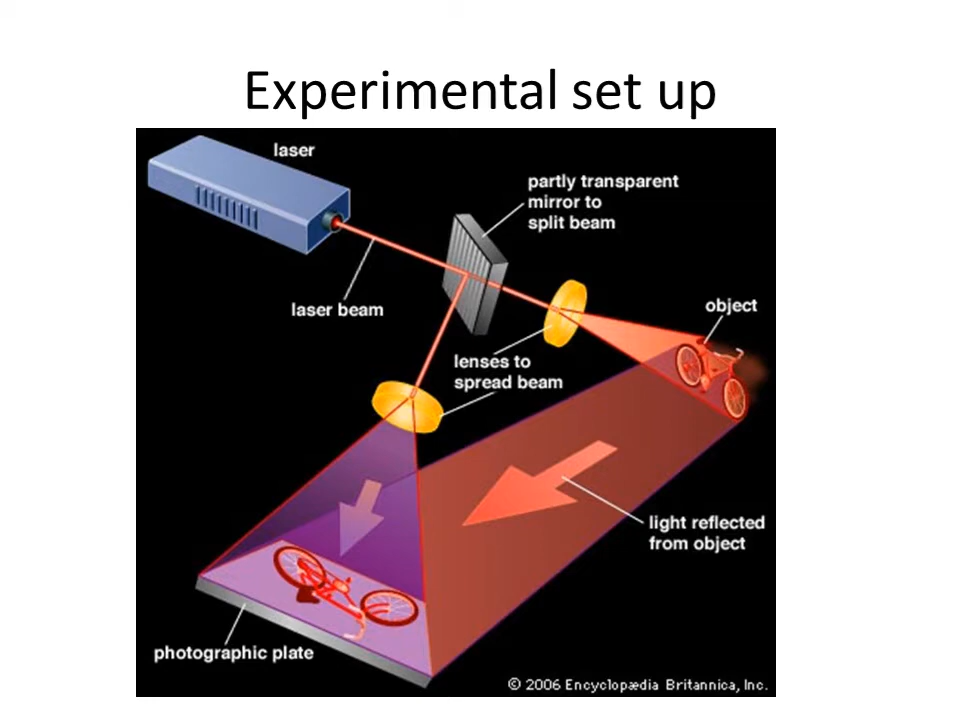 Experimental set up
laser
partly transparent
mirror to
split beam
laser beam
object
lenses to
spread beam
light reflected
from object
photographic plate
© 2006 Encyclopædia Britannica, Inc.